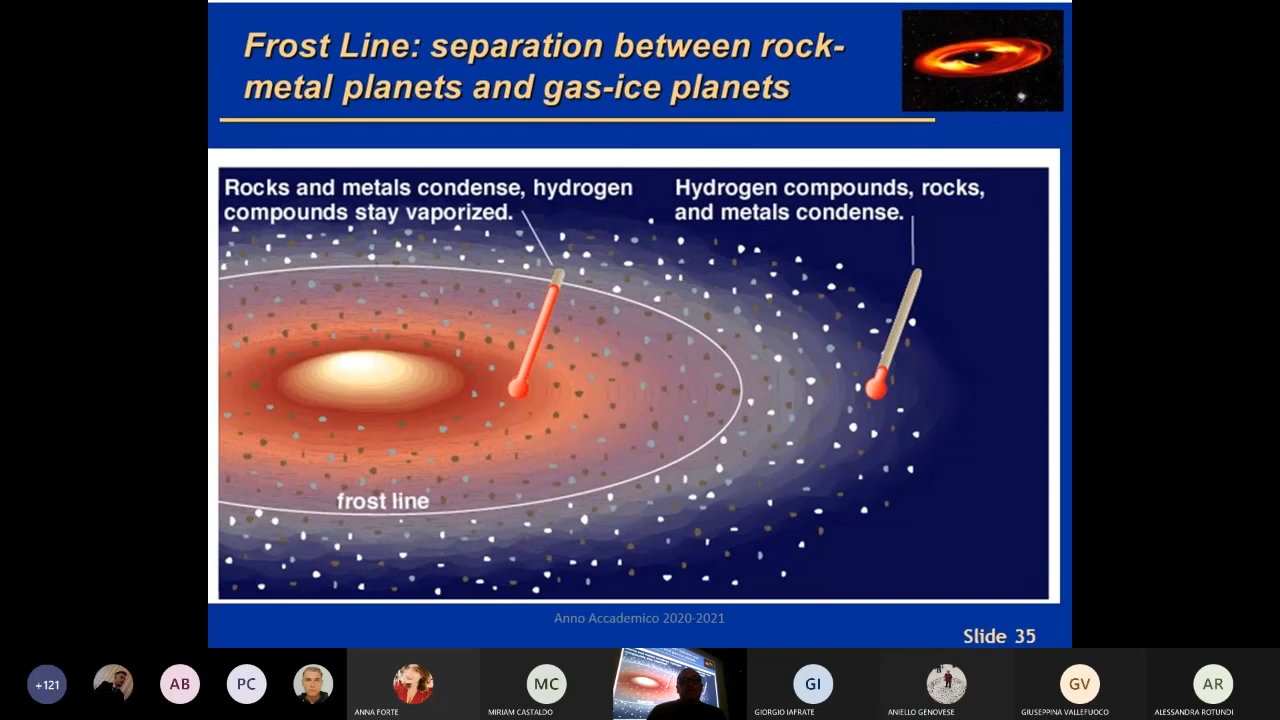 Frost Line: separation between rock-
metal planets and gas-ice planets
Rocks and metals condense, hydrogen
compounds stay vaporized.
Hydrogen compounds, rocks,
and metals condense.
frost line
Anno Accademico 2020-2021
Slide 35
+121
AB
PC
MC
GI
GV
AR
ANNA FORTE
MIRIAM CASTALDO
GIORGIO IAFRATE
ANIELLO GENOVESE
GIUSEPPINA VALLEFUOCO
ALESSANDRA ROTUNDI